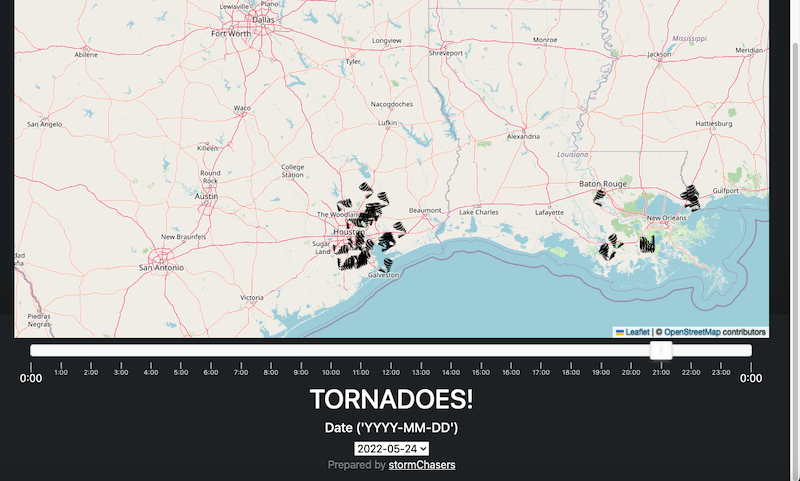 Lewisville
Plano
Dallas
Fort Worth
Abilene
Longview
Tyler
Shreveport
Monroe
Mississippi
Jackson
Meridian
Waco
Nacogdoches
Lufkin
San Angelo
Killeen
Alexandria
Hattiesburg
College
Station
Round
Rock
Austin
Louisiana
Baton Rouge
Gulfport
The Woodlan
Beaumont
Lake Charles
Lafayette
New Orleans
Houston
New Braunfels
Sugar
Land
San Antonio
Galveston
Victoria
dad
uña
Piedras
Negras
Leaflet | © OpenStreetMap contributors
0:00 1:00 2:00 3:00 4:00 5:00 6:00 7:00 8:00 9:00 10:00 11:00 12:00 13:00 14:00 15:00 16:00 17:00 18:00 19:00 20:00 21:00 22:00 23:00 0:00
TORNADOES!
Date ('YYYY-MM-DD')
2022-05-24
Prepared by stormChasers